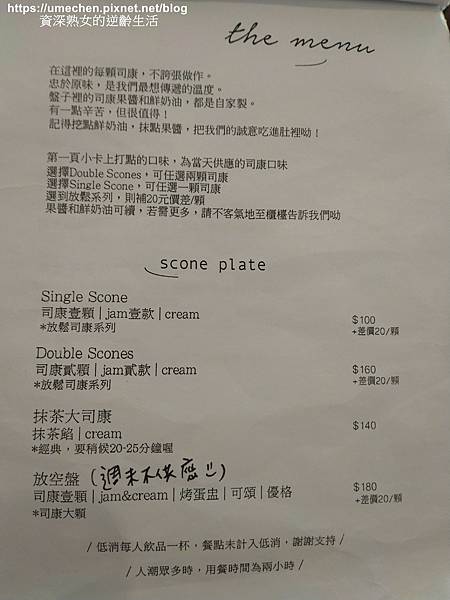 https://umechen.pixnet.net/blog
資深熟女的逆齡生活
the menu
在這裡的每顆司康，不誇張做作。
忠於原味，是我們最想傳遞的溫度。
盤子裡的司康果醬和鮮奶油，都是自家製。
有一點辛苦，但很值得！
記得挖點鮮奶油，抹點果醬，把我們的誠意吃進肚裡呦！
第一頁小卡上打點的口味，為當天供應的司康口味
選擇Double Scones，可任選兩顆司康
選擇Single Scone，可任選一顆司康
選到放鬆系列，則補20元價差/顆
果醬和鮮奶油可續，若需更多，請不客氣地至櫃檯告訴我們呦
scone plate
Single Scone
司康壹顆 | jam壹款 | cream $100
*放鬆司康系列 +差價20/顆
Double Scones
司康貳顆 | jam貳款 | cream $160
*放鬆司康系列 +差價20/顆
抹茶大司康
抹茶餡 | cream $140
*經典，要稍候20-25分鐘喔
放空盤 (週末不供應)
司康壹顆 | jam&cream | 烤蛋盅 | 可頌 | 優格 $180
*司康大顆 +差價20/顆
/ 低消每人飲品一杯，餐點未計入低消，謝謝支持 /
/ 人潮眾多時，用餐時間為兩小時 /